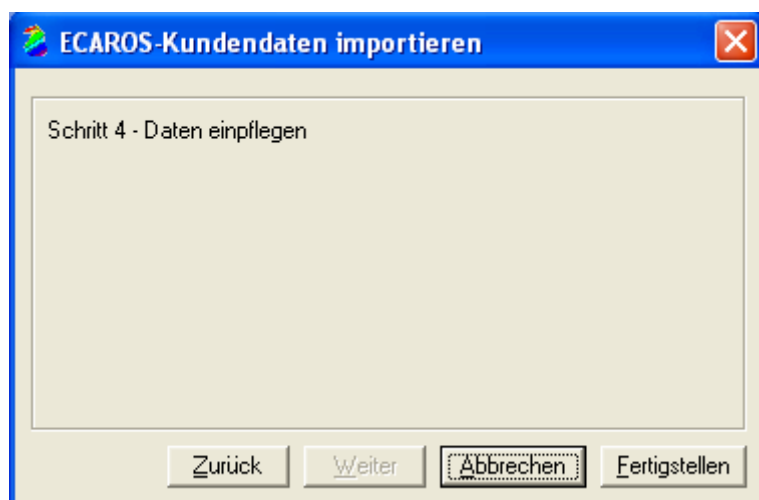 ECAROS-Kundendaten importieren
Schritt 4 - Daten einpflegen
Zurück Weiter Abbrechen Fertigstellen